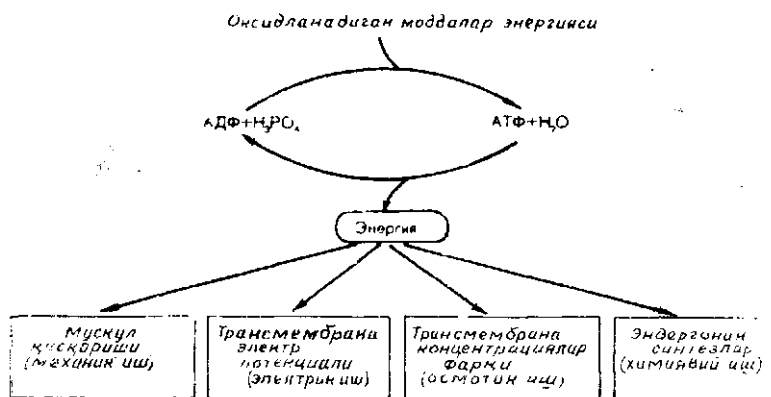 Оксидланадиган моддалар энергияси
АДФ+H₃PO₄
АТФ+H₂O
Энергия
Мускул
қисқариши
(механик иш)
Трансмембрана
электр
потенциали
(электрик иш)
Трансмембрана
концентрациялар
фарқи
(осмотик иш)
Эндергоник
синтезлар
(химиявий иш)